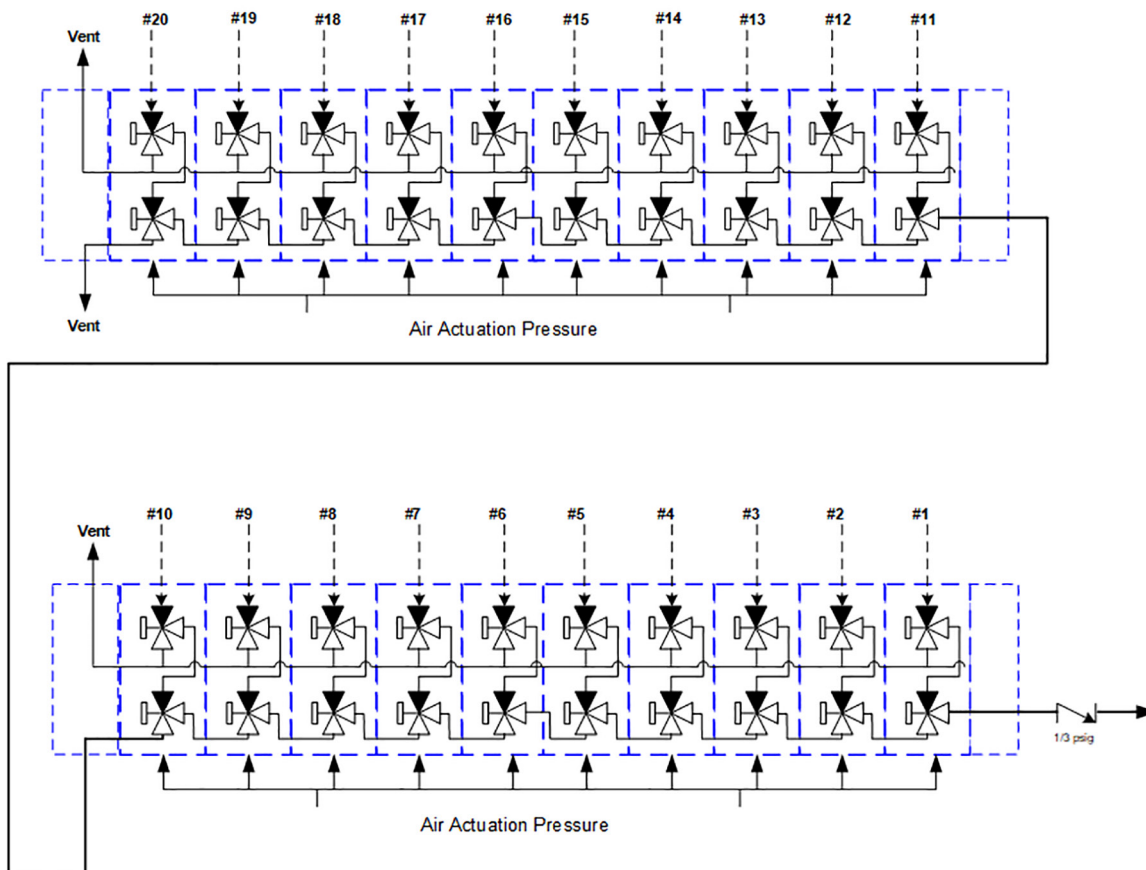 #20 #19 #18 #17 #16 #15 #14 #13 #12 #11
Vent
Vent
Air Actuation Pressure
#10 #9 #8 #7 #6 #5 #4 #3 #2 #1
Vent
1/3 psig
Air Actuation Pressure